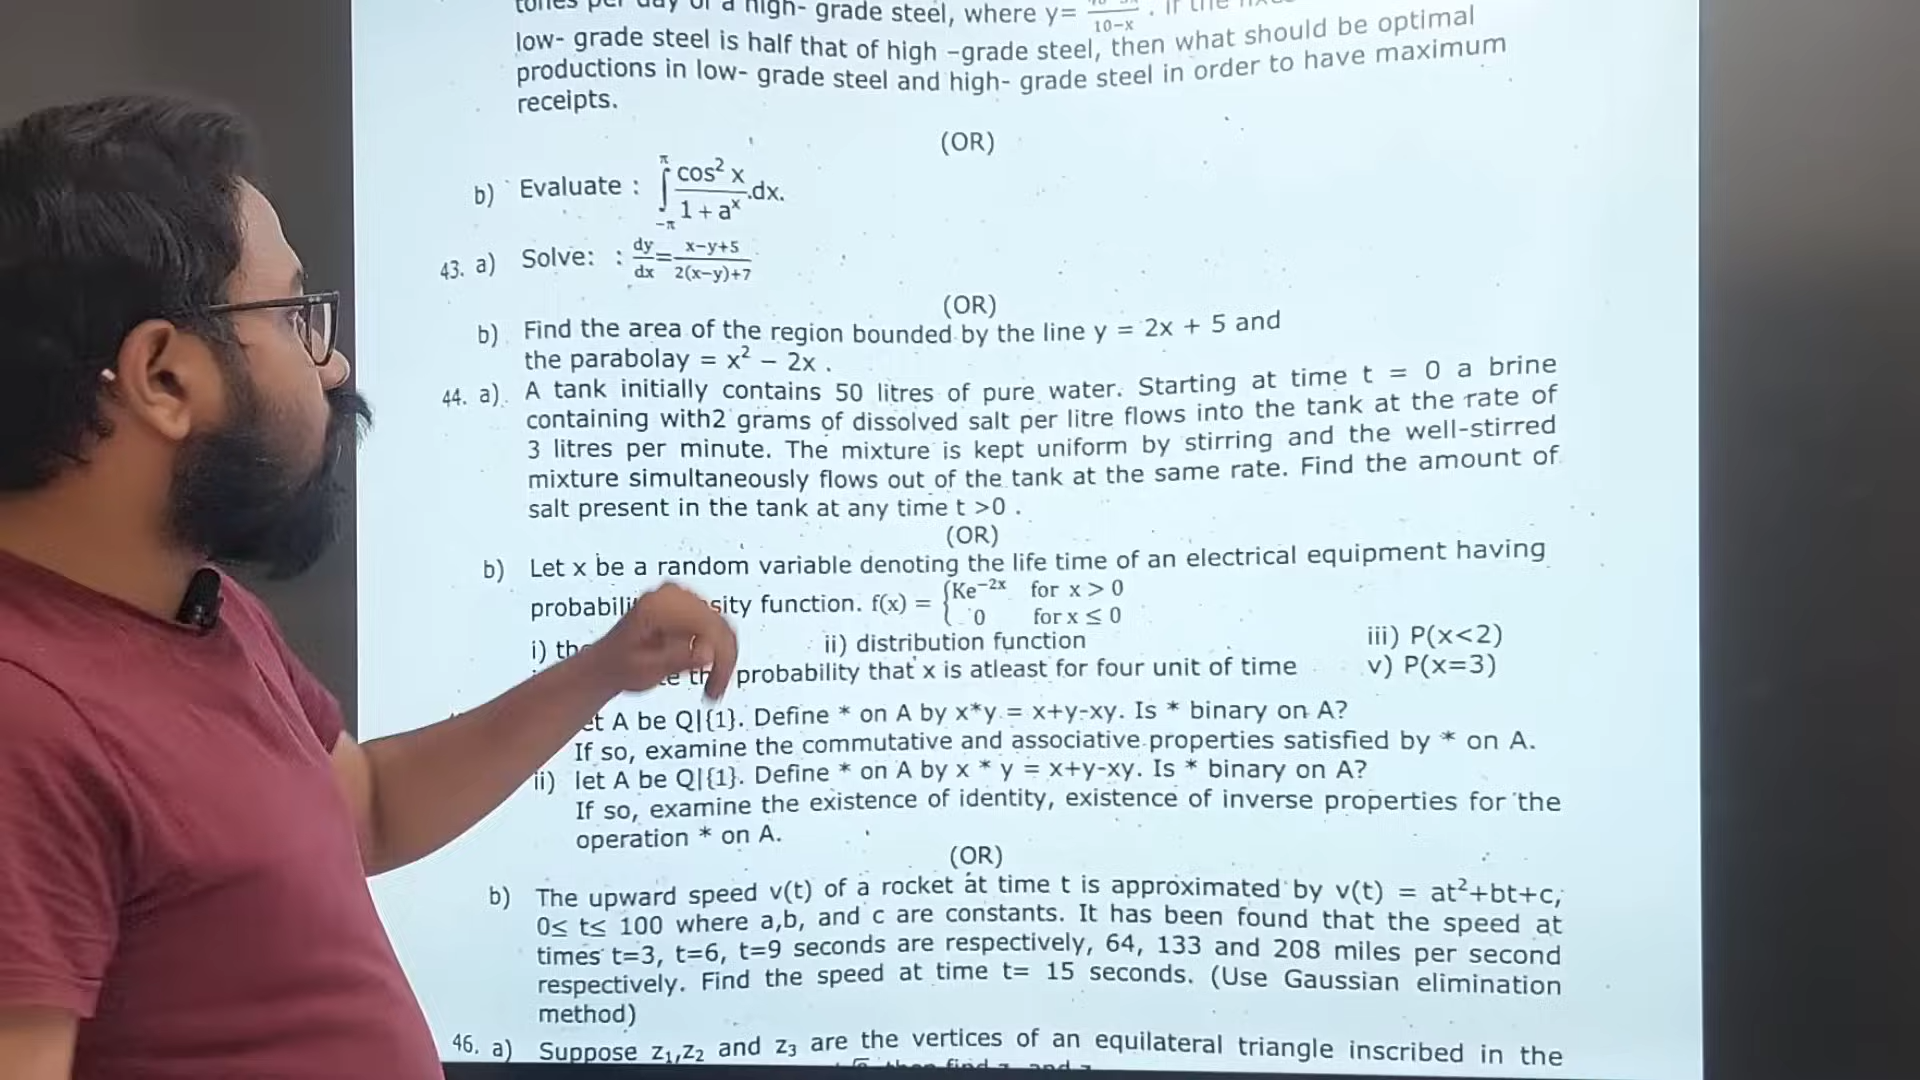 per day of a high- grade steel, where y= 10-x . If the
low- grade steel is half that of high -grade steel, then what should be optimal
productions in low- grade steel and high- grade steel in order to have maximum
receipts.
(OR)
b) Evaluate : ∫_{-π}^{π} cos² x / (1 + aˣ) .dx.
43. a) Solve: : dy/dx = (x-y+5) / (2(x-y)+7)
(OR)
b) Find the area of the region bounded by the line y = 2x + 5 and
the parabolay = x² - 2x .
44. a) A tank initially contains 50 litres of pure water. Starting at time t = 0 a brine
containing with2 grams of dissolved salt per litre flows into the tank at the rate of
3 litres per minute. The mixture is kept uniform by stirring and the well-stirred
mixture simultaneously flows out of the tank at the same rate. Find the amount of
salt present in the tank at any time t >0 .
(OR)
b) Let x be a random variable denoting the life time of an electrical equipment having
function. f(x) = { Ke⁻²ˣ for x > 0
0 for x ≤ 0
i) ii) distribution function iii) P(x<2)
probability that x is atleast for four unit of time v) P(x=3)
A be Q|{1}. Define * on A by x*y = x+y-xy. Is * binary on A?
If so, examine the commutative and associative properties satisfied by * on A.
ii) let A be Q|{1}. Define * on A by x * y = x+y-xy. Is * binary on A?
If so, examine the existence of identity, existence of inverse properties for the
operation * on A.
(OR)
b) The upward speed v(t) of a rocket at time t is approximated by v(t) = at²+bt+c;
0≤ t≤ 100 where a,b, and c are constants. It has been found that the speed at
times t=3, t=6, t=9 seconds are respectively, 64, 133 and 208 miles per second
respectively. Find the speed at time t= 15 seconds. (Use Gaussian elimination
method)
46. a) Suppose z₁,z₂ and z₃ are the vertices of an equilateral triangle inscribed in the